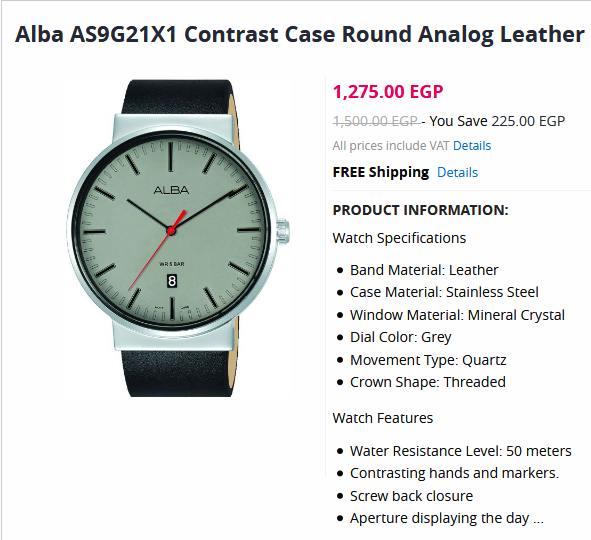 Alba AS9G21X1 Contrast Case Round Analog Leather
1,275.00 EGP
1,500.00 EGP - You Save 225.00 EGP
All prices include VAT Details
FREE Shipping Details
PRODUCT INFORMATION:
Watch Specifications
● Band Material: Leather
● Case Material: Stainless Steel
● Window Material: Mineral Crystal
● Dial Color: Grey
● Movement Type: Quartz
● Crown Shape: Threaded
Watch Features
● Water Resistance Level: 50 meters
● Contrasting hands and markers.
● Screw back closure
● Aperture displaying the day ...
ALBA
WR 5 BAR
8